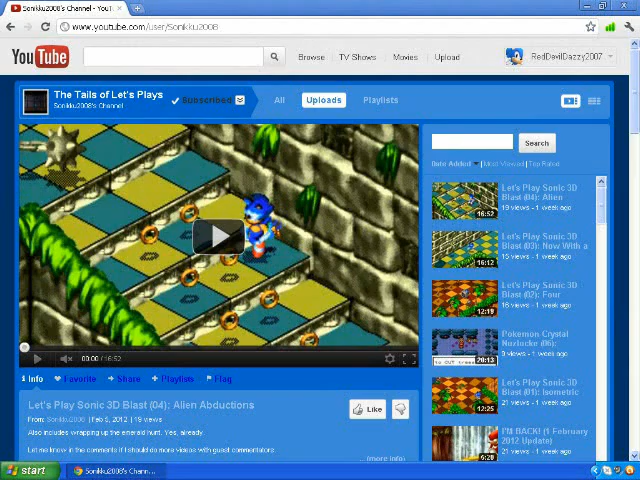 Sonikku2008's Channel - YouTu
www.youtube.com/user/Sonikku2008
YouTube
Browse
TV Shows
Movies
Upload
RedDevilDazzy2007
The Tails of Let's Plays
Sonikku2008's Channel
Subscribed
All
Uploads
Playlists
Search
Date Added
Most Viewed
Top Rated
Let's Play Sonic 3D
Blast (04): Alien
19 views - 1 week ago
16:52
Let's Play Sonic 3D
Blast (03): Now With a
15 views - 1 week ago
16:12
Let's Play Sonic 3D
Blast (02): Four
16 views - 1 week ago
12:19
Pokemon Crystal
Nuzlocke (06):
9 views - 1 week ago
20:13
Let's Play Sonic 3D
Blast (01): Isometric
21 views - 1 week ago
12:25
I'M BACK! (1 February
2012 Update)
21 views - 1 week ago
6:28
00:00 / 16:52
Info
Favorite
Share
Playlists
Flag
Let's Play Sonic 3D Blast (04): Alien Abductions
From: Sonikku2008 | Feb 5, 2012 | 19 views
Like
Also includes wrapping up the emerald hunt. Yes, already.
Let me know in the comments if I should do more videos with guest commentators.
(more info)
start
Sonikku2008's Chann...